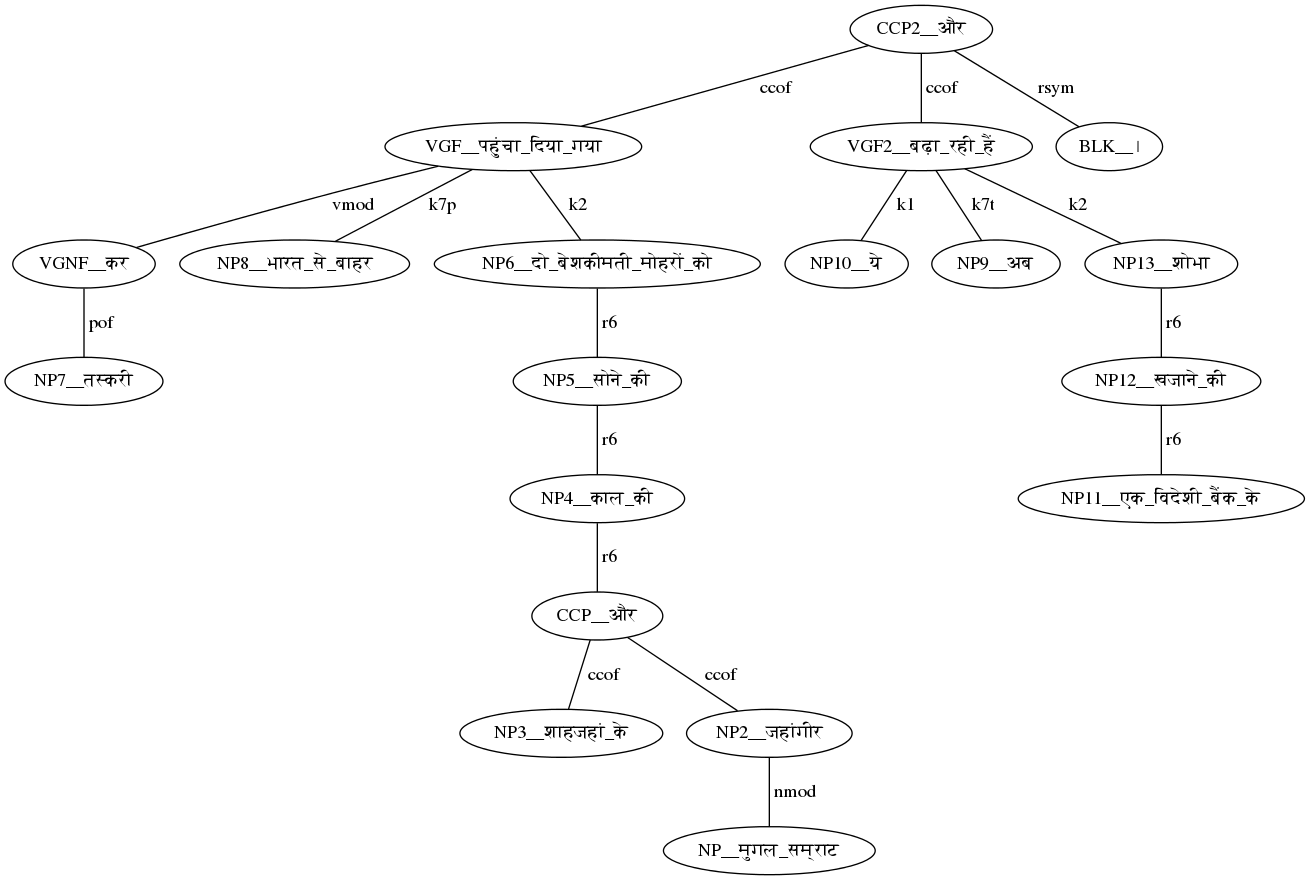 CCP2__और
ccof ccof rsym
VGF__पहुंचा_दिया_गया VGF2__बढ़ा_रही_हैं BLK__।
vmod k7p k2 k1 k7t k2
VGNF__कर NP8__भारत_से_बाहर NP6__दो_बेशकीमती_मोहरों_को NP10__ये NP9__अब NP13__शोभा
pof r6 r6
NP7__तस्करी NP5__सोने_की NP12__खजाने_की
r6 r6
NP4__काल_की NP11__एक_विदेशी_बैंक_के
r6
CCP__और
ccof ccof
NP3__शाहजहां_के NP2__जहांगीर
nmod
NP__मुगल_सम्राट